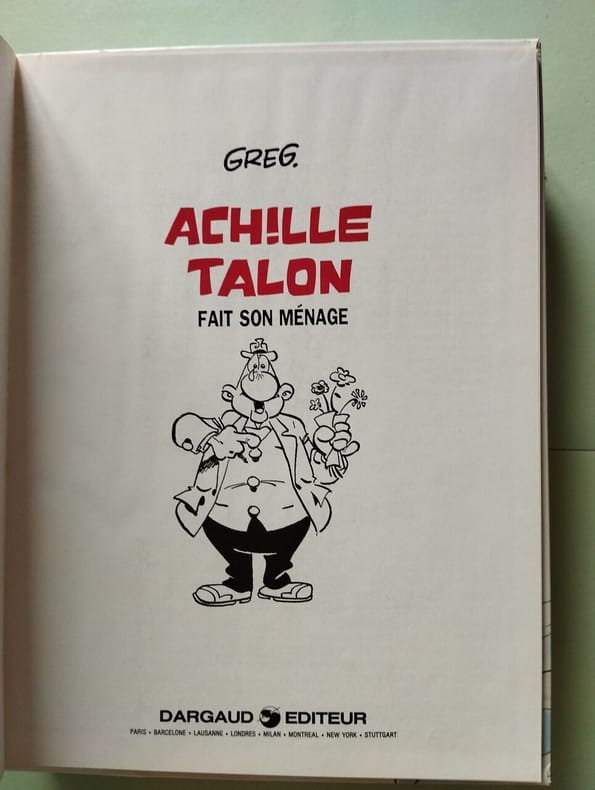 GREG.
ACH!LLE
TALON
FAIT SON MÉNAGE
DARGAUD EDITEUR
PARIS • BARCELONE • LAUSANNE • LONDRES • MILAN • MONTREAL • NEW YORK • STUTTGART